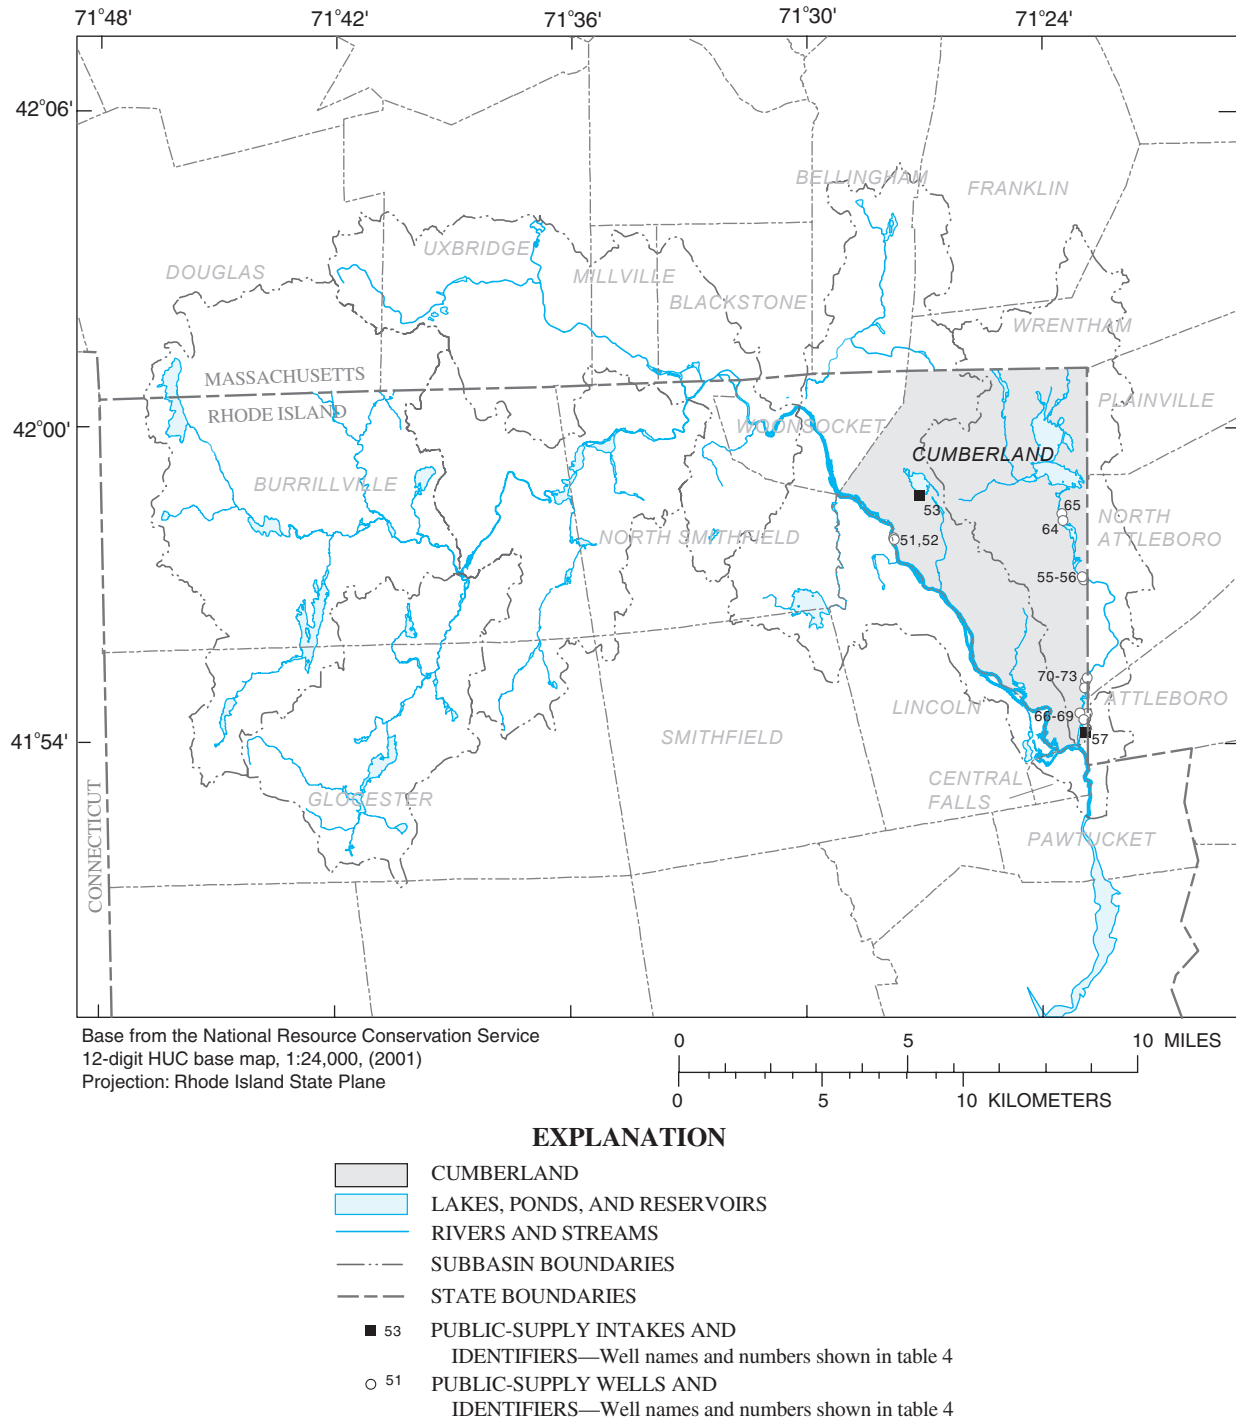 71°48' 71°42' 71°36' 71°30' 71°24'
42°06'
BELLINGHAM
FRANKLIN
UXBRIDGE
DOUGLAS
MILLVILLE
BLACKSTONE
WRENTHAM
MASSACHUSETTS
RHODE ISLAND
PLAINVILLE
42°00'
WOONSOCKET
CUMBERLAND
BURRILLVILLE
53
65
64
NORTH
ATTLEBORO
NORTH SMITHFIELD
51,52
55-56
70-73
ATTLEBORO
LINCOLN
66-69
41°54'
SMITHFIELD
57
CENTRAL
FALLS
GLOCESTER
CONNECTICUT
PAWTUCKET
Base from the National Resource Conservation Service
12-digit HUC base map, 1:24,000, (2001)
Projection: Rhode Island State Plane
0 5 10 MILES
0 5 10 KILOMETERS
EXPLANATION
CUMBERLAND
LAKES, PONDS, AND RESERVOIRS
RIVERS AND STREAMS
SUBBASIN BOUNDARIES
STATE BOUNDARIES
53 PUBLIC-SUPPLY INTAKES AND
IDENTIFIERS—Well names and numbers shown in table 4
51 PUBLIC-SUPPLY WELLS AND
IDENTIFIERS—Well names and numbers shown in table 4